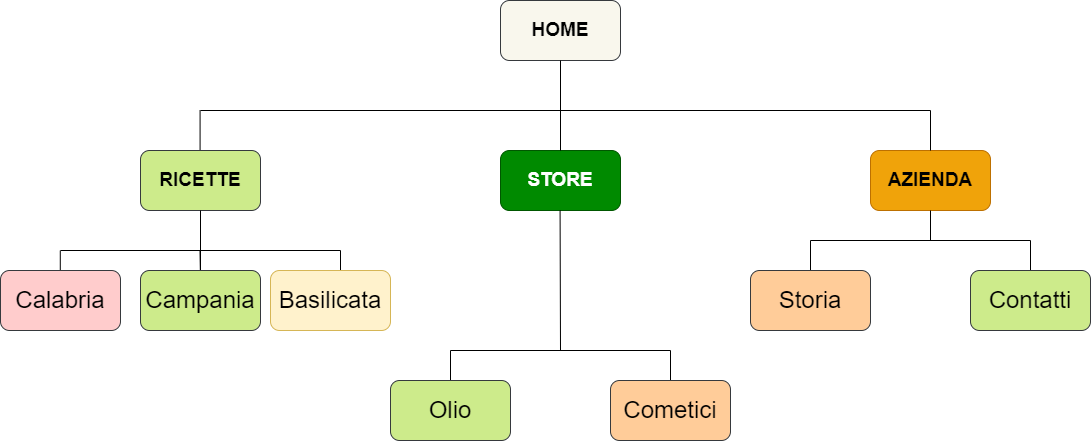 HOME
RICETTE
STORE
AZIENDA
Calabria
Campania
Basilicata
Storia
Contatti
Olio
Cometici